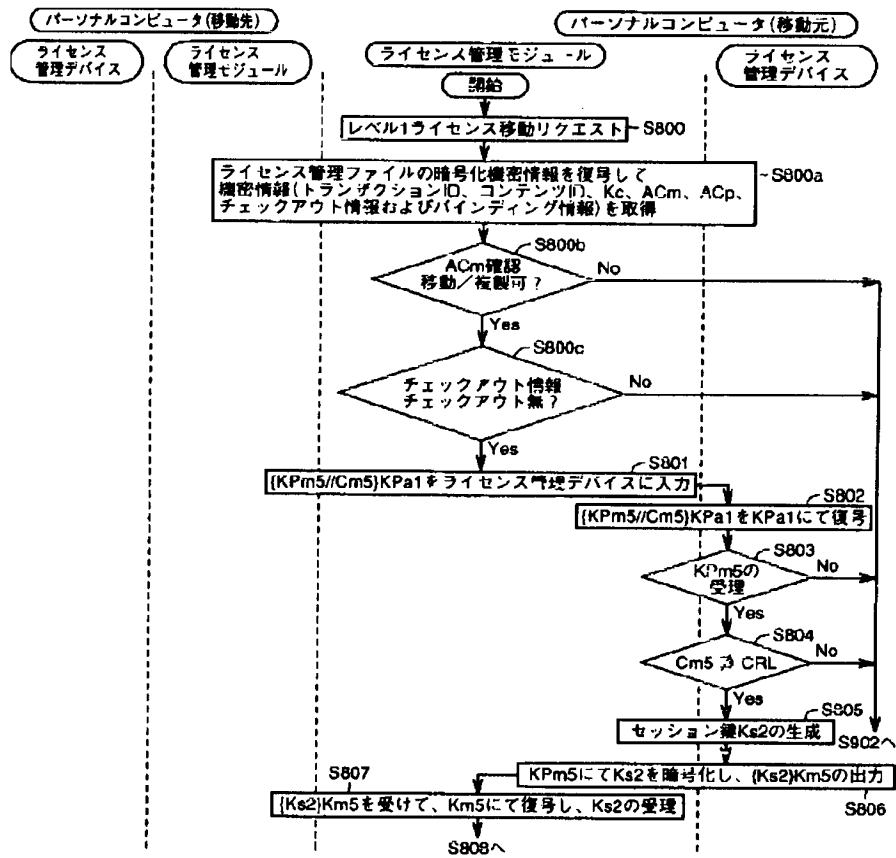 パーソナルコンピュータ(移動先)
パーソナルコンピュータ(移動元)
ライセンス
管理デバイス
ライセンス
管理モジュール
ライセンス管理モジュール
ライセンス
管理デバイス
開始
レベル1ライセンス移動リクエスト
S800
ライセンス管理ファイルの暗号化機密情報を復号して
機密情報(トランザクションID、コンテンツID、Kc、ACm、ACp、
チェックアウト情報およびバインディング情報)を取得
S800a
S800b
ACm確認
移動/複製可?
No
Yes
S800c
チェックアウト情報
チェックアウト無?
No
Yes
S801
{KPm5//Cm5}KPa1をライセンス管理デバイスに入力
S802
{KPm5//Cm5}KPa1をKPa1にて復号
S803
KPm5の
受理
No
Yes
S804
Cm5 ∌ CRL
No
Yes
S805
セッション鍵Ks2の生成
S902へ
KPm5にてKs2を暗号化し、{Ks2}Km5の出力
S806
S807
{Ks2}Km5を受けて、Km5にて復号し、Ks2の受理
S808へ